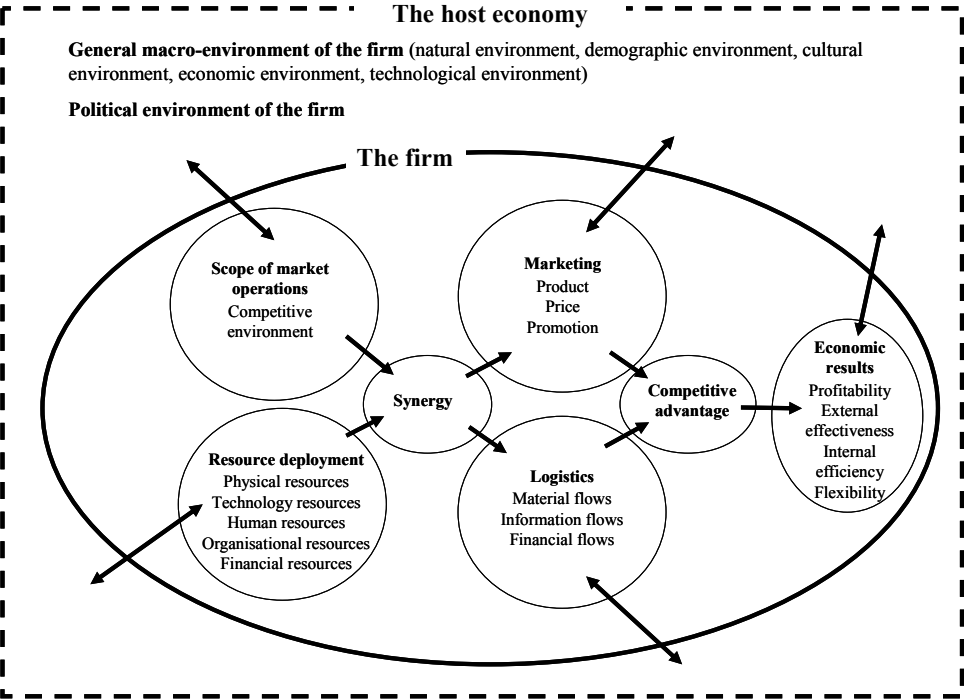 The host economy
General macro-environment of the firm (natural environment, demographic environment, cultural
environment, economic environment, technological environment)
Political environment of the firm
The firm
Scope of market
operations
Competitive
environment
Marketing
Product
Price
Promotion
Synergy
Resource deployment
Physical resources
Technology resources
Human resources
Organisational resources
Financial resources
Logistics
Material flows
Information flows
Financial flows
Competitive
advantage
Economic
results
Profitability
External
effectiveness
Internal
efficiency
Flexibility